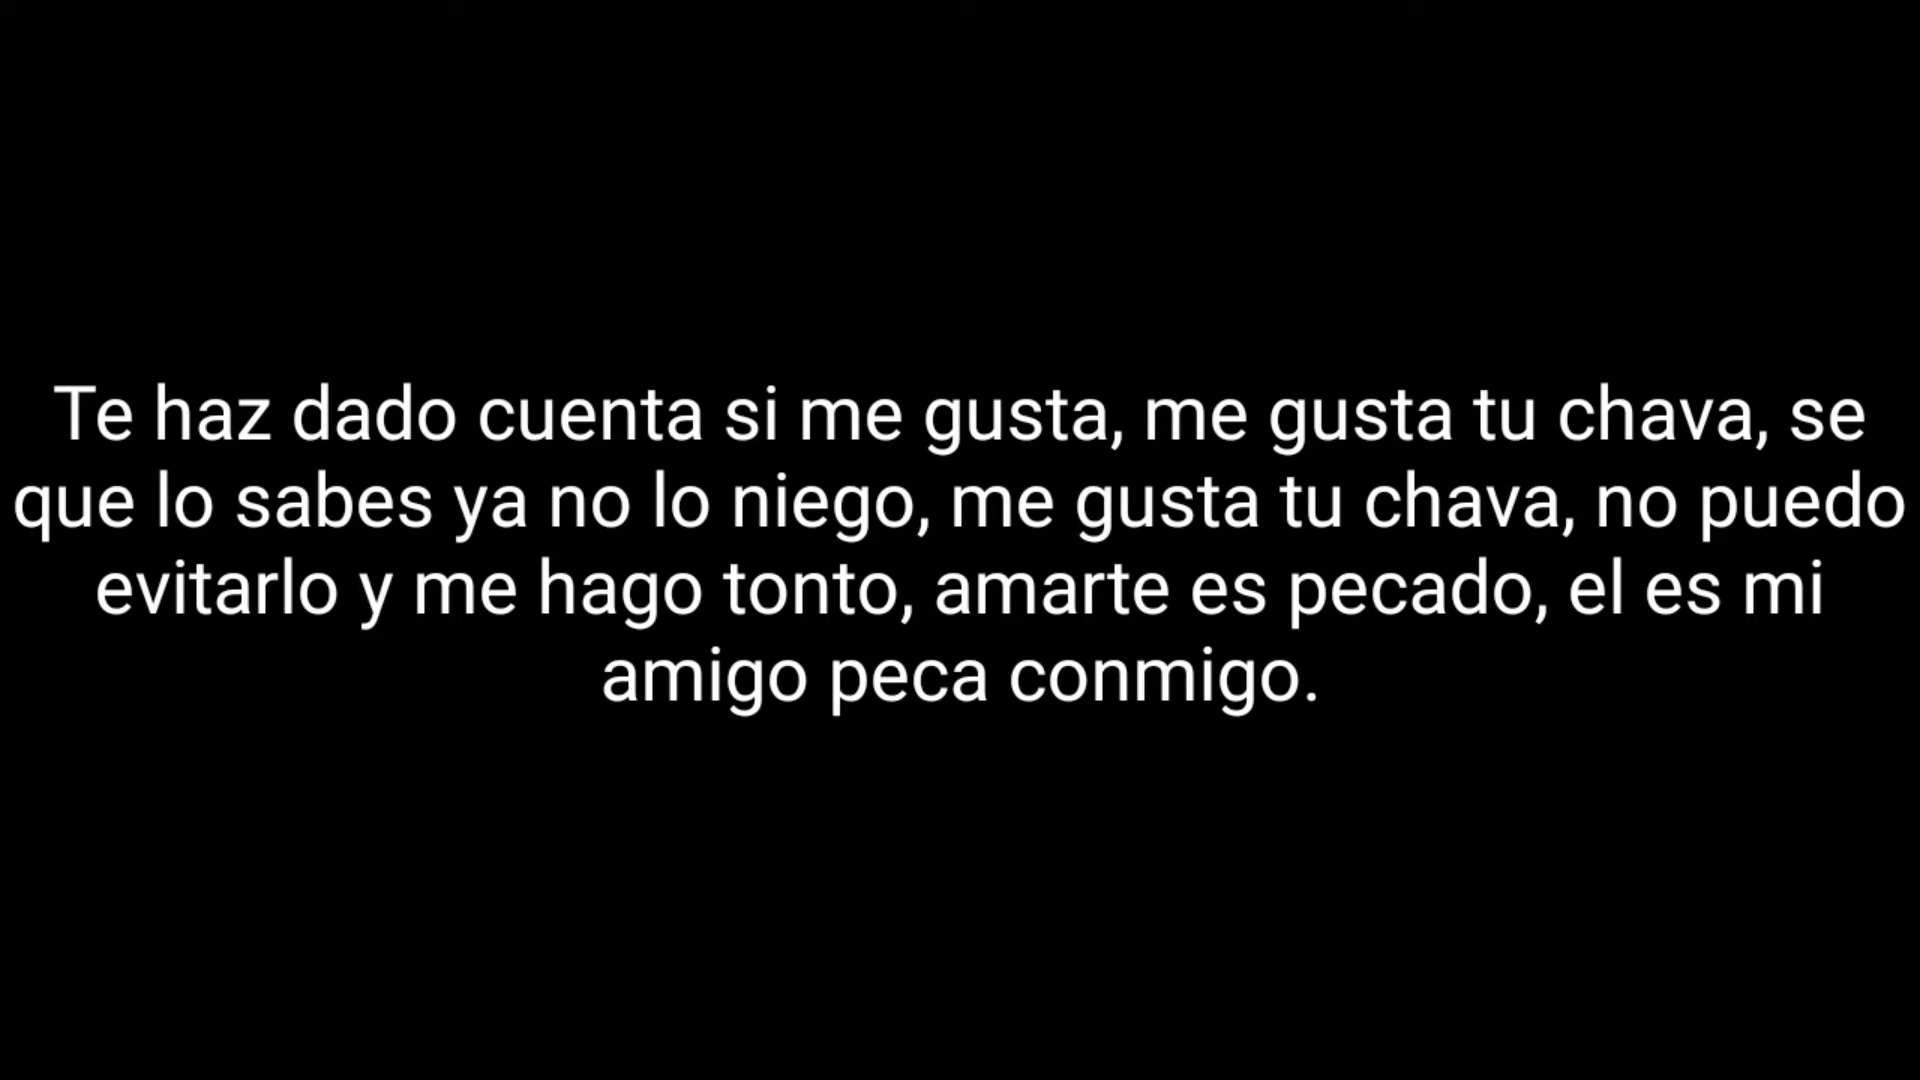 Te haz dado cuenta si me gusta, me gusta tu chava, se
que lo sabes ya no lo niego, me gusta tu chava, no puedo
evitarlo y me hago tonto, amarte es pecado, el es mi
amigo peca conmigo.